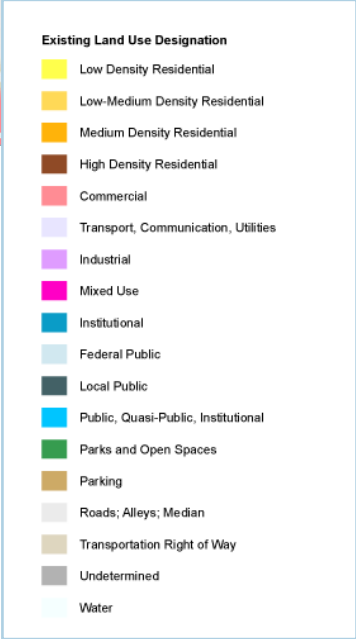 Existing Land Use Designation
Low Density Residential
Low-Medium Density Residential
Medium Density Residential
High Density Residential
Commercial
Transport, Communication, Utilities
Industrial
Mixed Use
Institutional
Federal Public
Local Public
Public, Quasi-Public, Institutional
Parks and Open Spaces
Parking
Roads; Alleys; Median
Transportation Right of Way
Undetermined
Water